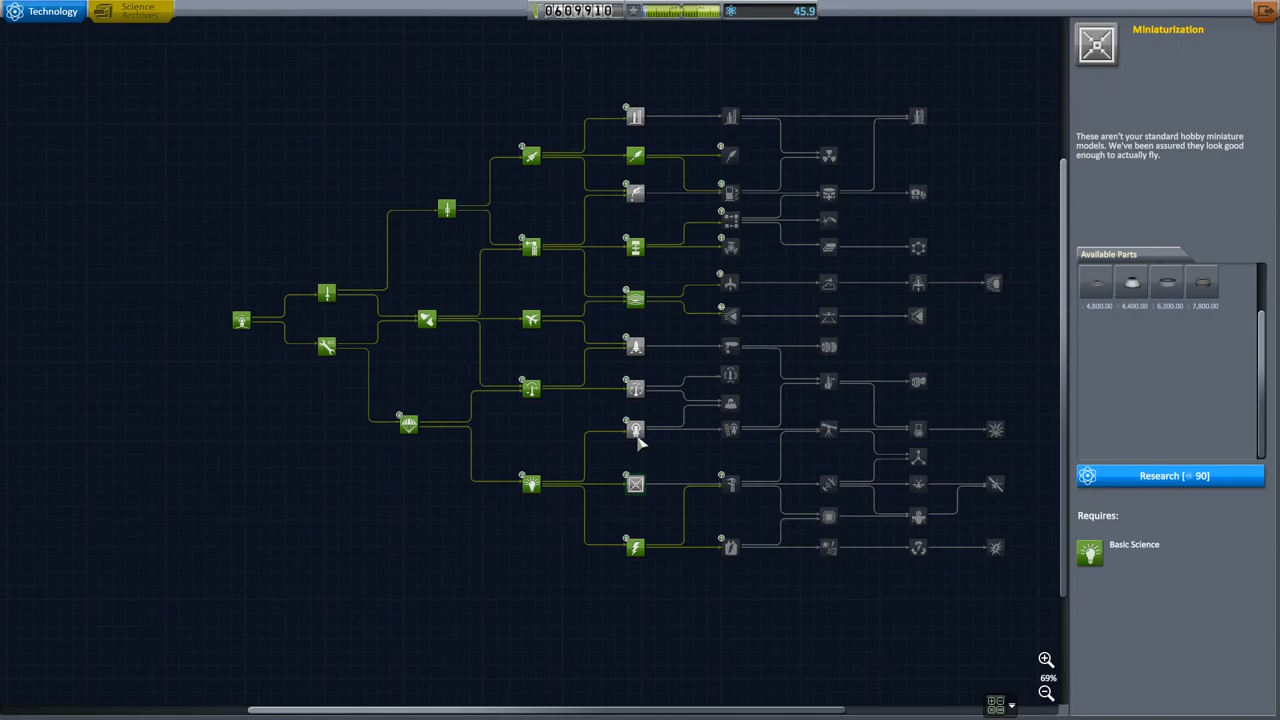 Technology
Science
Archives
0609910
45.9
Miniaturization
These aren't your standard hobby miniature
models. We've been assured they look good
enough to actually fly.
Available Parts
4,800.00 4,400.00 6,200.00 7,800.00
Research [ 90]
Requires:
Basic Science
69%